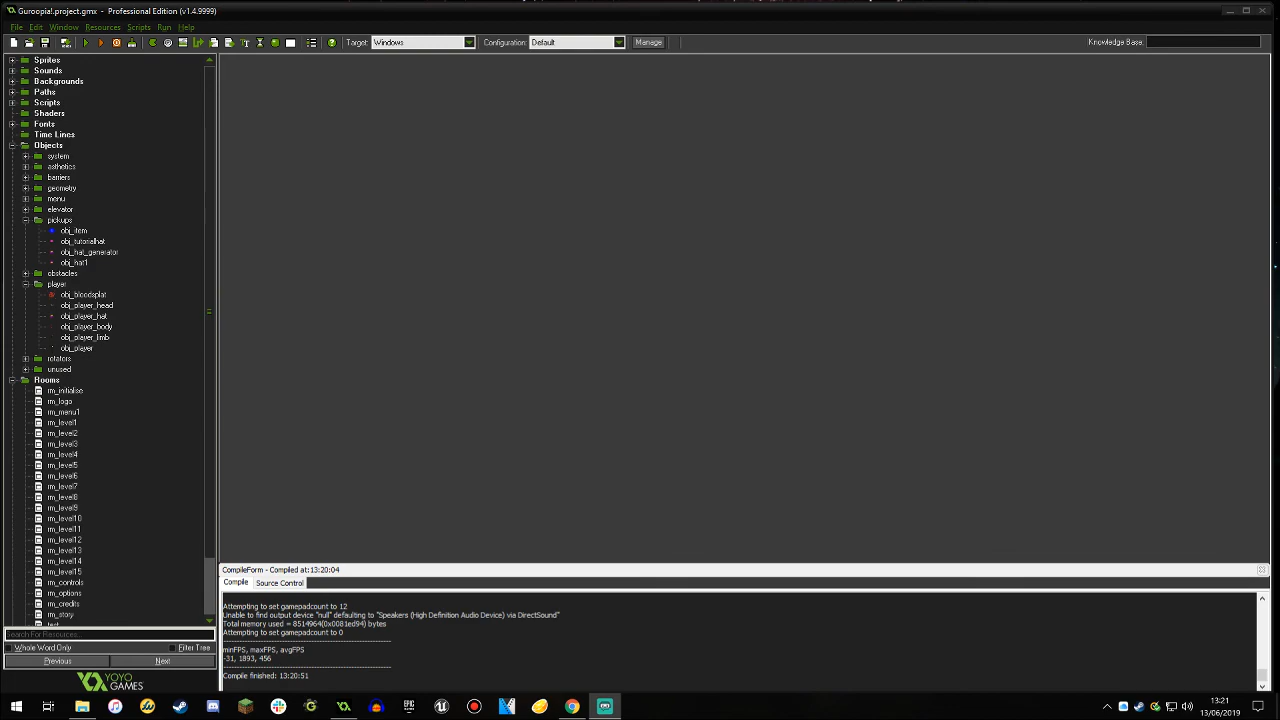 Guroopia!.project.gmx - Professional Edition (v1.4.9999)
File Edit Window Resources Scripts Run Help
Target: Windows Configuration: Default Manage Knowledge Base:
Sprites
Sounds
Backgrounds
Paths
Scripts
Shaders
Fonts
Time Lines
Objects
system
asthetics
barriers
geometry
menu
elevator
pickups
obj_item
obj_tutorialhat
obj_hat_generator
obj_hat1
obstacles
player
obj_bloodsplat
obj_player_head
obj_player_hat
obj_player_body
obj_player_limb
obj_player
rotators
unused
Rooms
rm_initialise
rm_logo
rm_menu1
rm_level1
rm_level2
rm_level3
rm_level4
rm_level5
rm_level6
rm_level7
rm_level8
rm_level9
rm_level10
rm_level11
rm_level12
rm_level13
rm_level14
rm_level15
rm_controls
rm_options
rm_credits
rm_story
test
Search For Resources...
Whole Word Only Filter Tree
Previous Next
YOYO GAMES
CompileForm - Compiled at:13:20:04
Compile Source Control
Attempting to set gamepadcount to 12
Unable to find output device "null" defaulting to "Speakers (High Definition Audio Device) via DirectSound"
Total memory used = 8514964(0x0081ed94) bytes
Attempting to set gamepadcount to 0
minFPS, maxFPS, avgFPS
-31, 1893, 456
Compile finished: 13:20:51
EPIC GAMES
13:21
13/06/2019